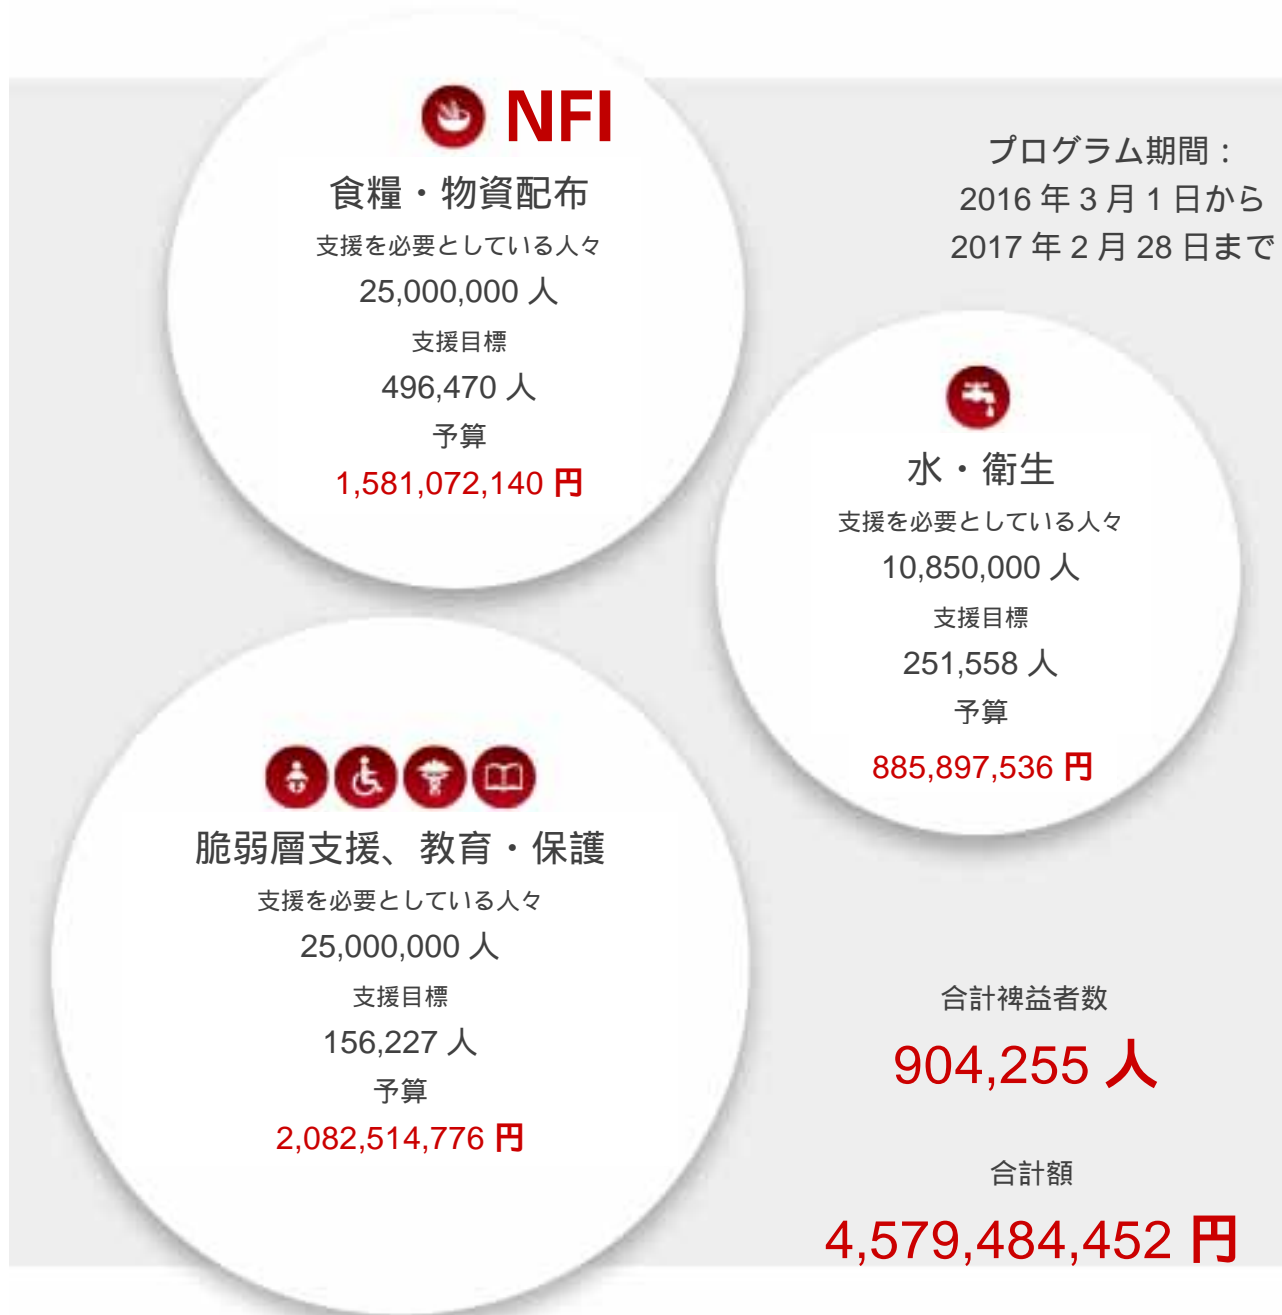 NFI
食糧・物資配布
支援を必要としている人々
25,000,000 人
支援目標
496,470 人
予算
1,581,072,140 円
プログラム期間：
2016 年 3 月 1 日から
2017 年 2 月 28 日まで
水・衛生
支援を必要としている人々
10,850,000 人
支援目標
251,558 人
予算
885,897,536 円
脆弱層支援、教育・保護
支援を必要としている人々
25,000,000 人
支援目標
156,227 人
予算
2,082,514,776 円
合計裨益者数
904,255 人
合計額
4,579,484,452 円